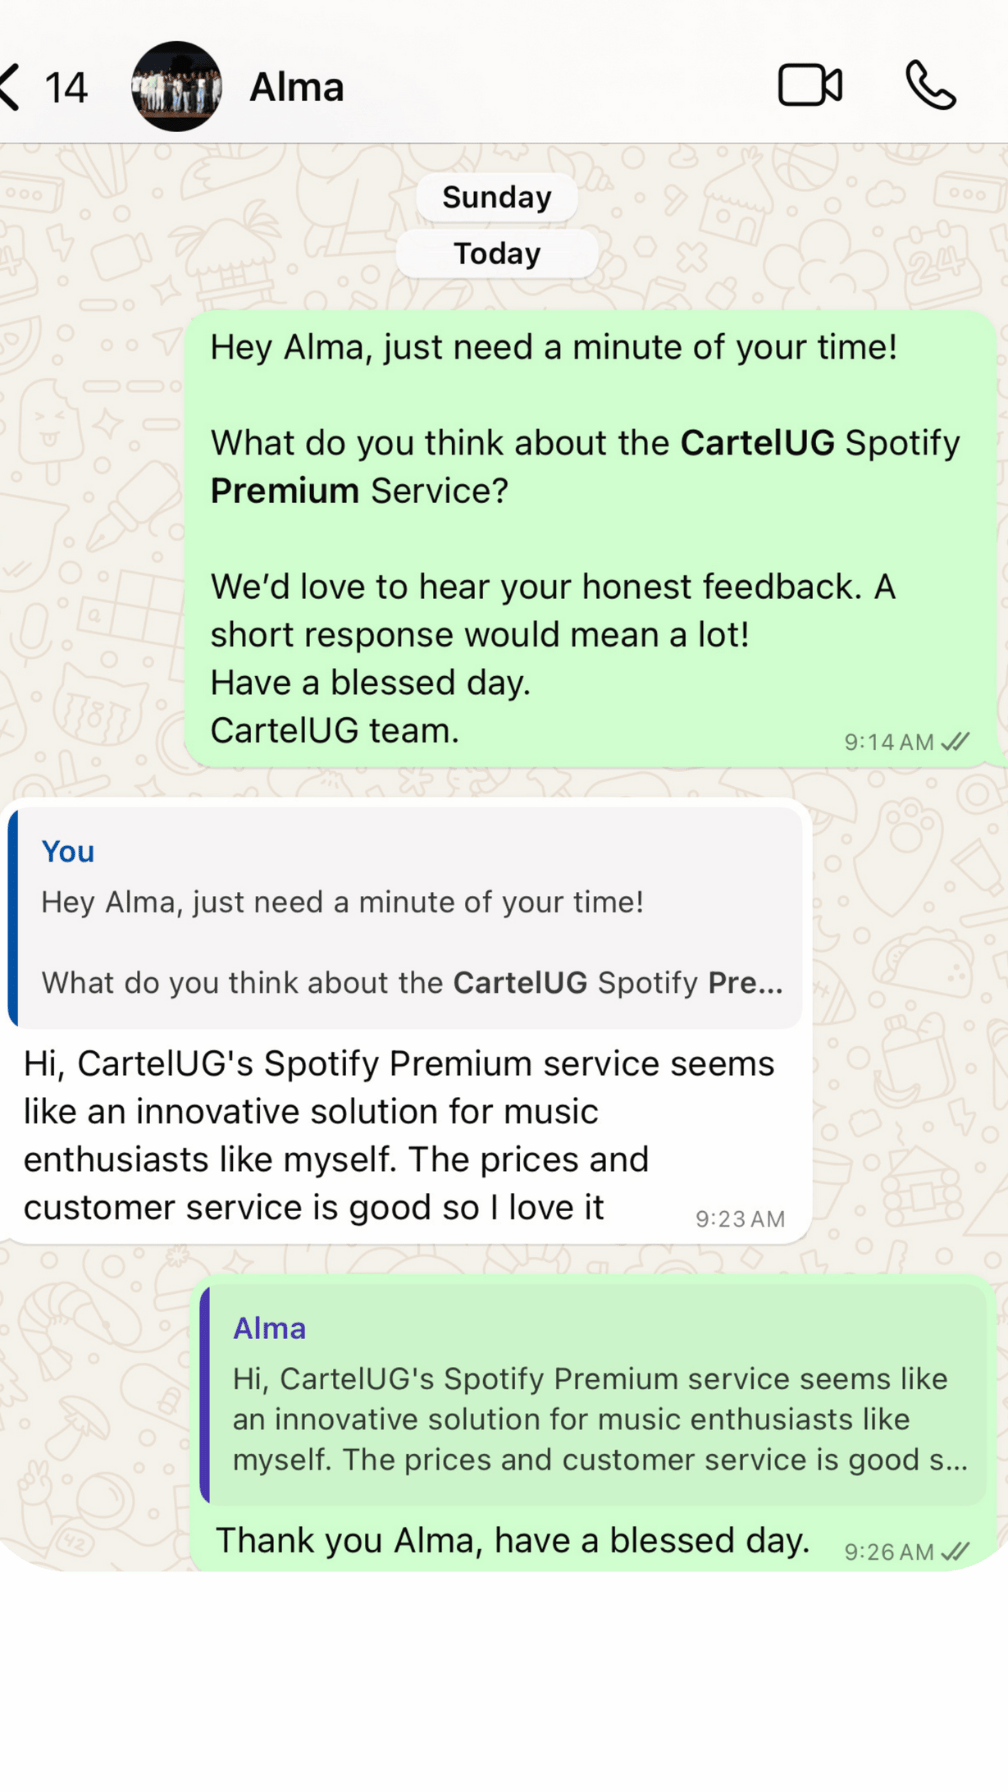 14
Alma
Sunday
Today
Hey Alma, just need a minute of your time!
What do you think about the CartelUG Spotify
Premium Service?
We’d love to hear your honest feedback. A
short response would mean a lot!
Have a blessed day.
CartelUG team.
9:14 AM
You
Hey Alma, just need a minute of your time!
What do you think about the CartelUG Spotify Pre...
Hi, CartelUG's Spotify Premium service seems
like an innovative solution for music
enthusiasts like myself. The prices and
customer service is good so I love it
9:23 AM
Alma
Hi, CartelUG's Spotify Premium service seems like
an innovative solution for music enthusiasts like
myself. The prices and customer service is good s...
Thank you Alma, have a blessed day.
9:26 AM